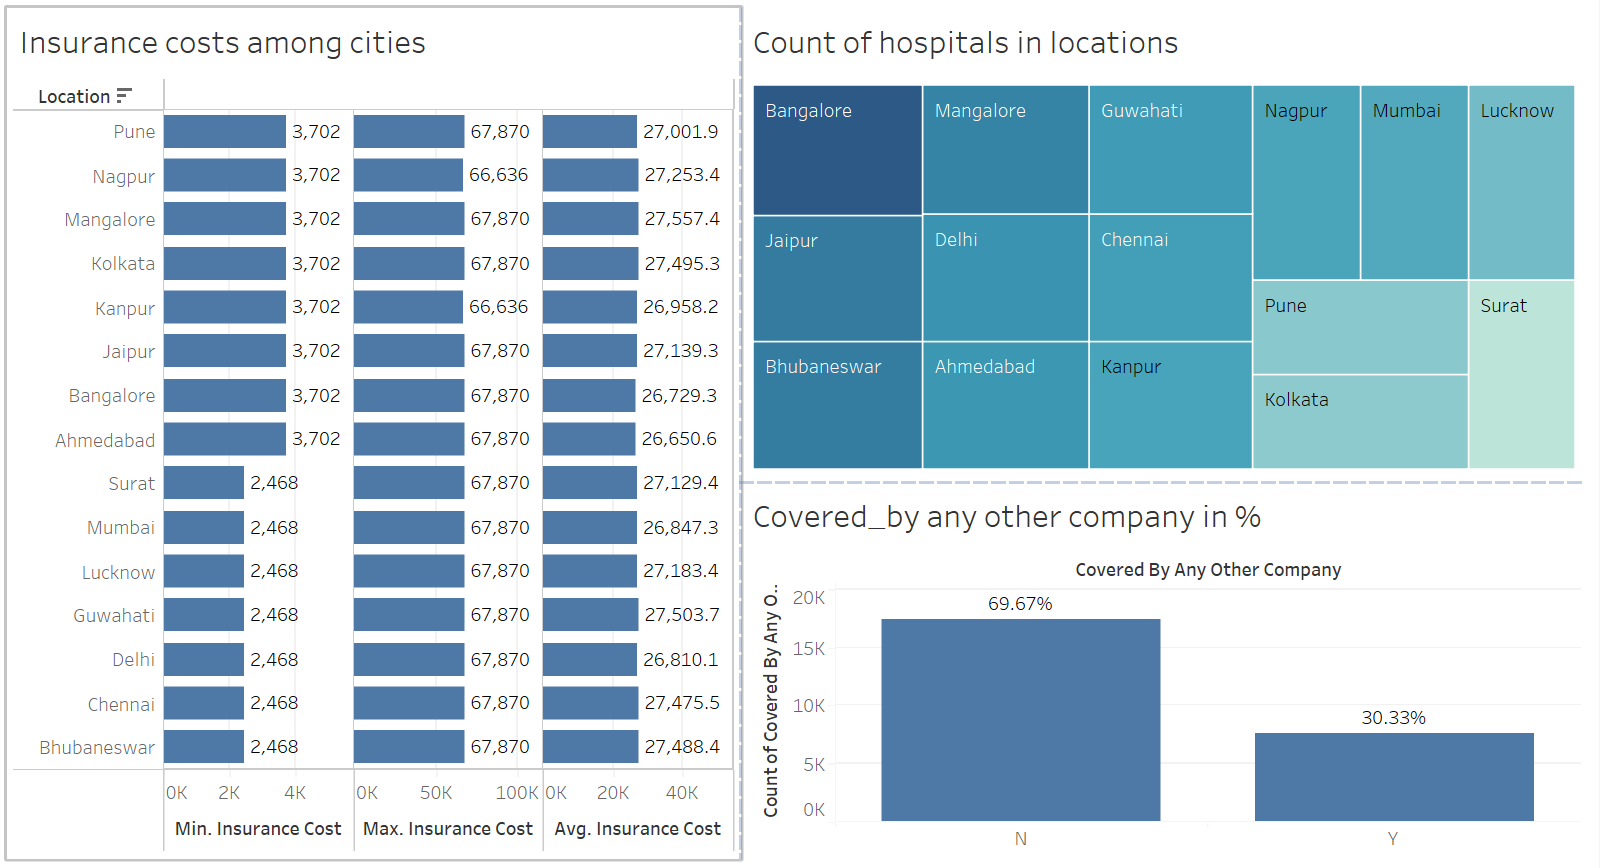 Insurance costs among cities
Location
Pune 3,702 67,870 27,001.9
Nagpur 3,702 66,636 27,253.4
Mangalore 3,702 67,870 27,557.4
Kolkata 3,702 67,870 27,495.3
Kanpur 3,702 66,636 26,958.2
Jaipur 3,702 67,870 27,139.3
Bangalore 3,702 67,870 26,729.3
Ahmedabad 3,702 67,870 26,650.6
Surat 2,468 67,870 27,129.4
Mumbai 2,468 67,870 26,847.3
Lucknow 2,468 67,870 27,183.4
Guwahati 2,468 67,870 27,503.7
Delhi 2,468 67,870 26,810.1
Chennai 2,468 67,870 27,475.5
Bhubaneswar 2,468 67,870 27,488.4
0K 2K 4K 0K 50K 100K 0K 20K 40K
Min. Insurance Cost Max. Insurance Cost Avg. Insurance Cost
Count of hospitals in locations
Bangalore Mangalore Guwahati Nagpur Mumbai Lucknow
Jaipur Delhi Chennai
Pune Surat
Bhubaneswar Ahmedabad Kanpur
Kolkata
Covered_by any other company in %
Covered By Any Other Company
Count of Covered By Any O..
20K
15K
10K
5K
0K
69.67%
30.33%
N Y